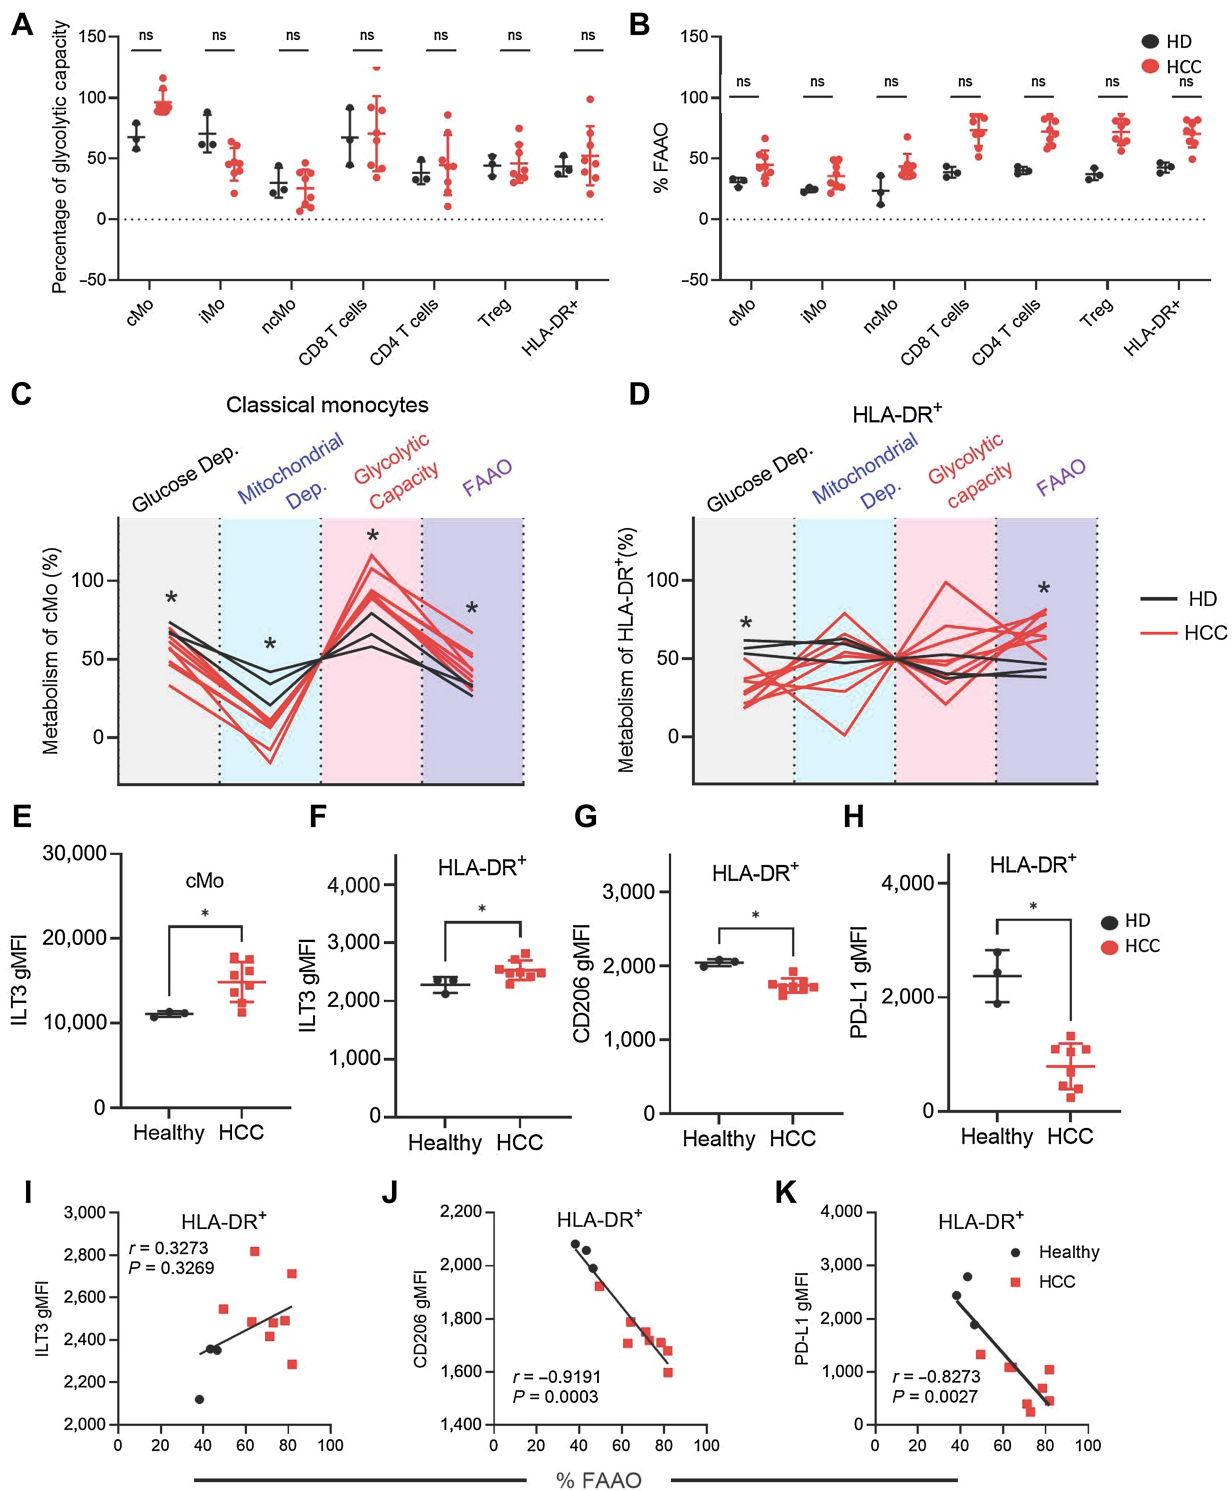 A
Percentage of glycolytic capacity
150
100
50
0
−50
ns
ns
ns
ns
ns
ns
ns
cMo
iMo
ncMo
CD8 T cells
CD4 T cells
Treg
HLA-DR+
B
% FAAO
150
100
50
0
−50
HD
HCC
ns
ns
ns
ns
ns
ns
ns
cMo
iMo
ncMo
CD8 T cells
CD4 T cells
Treg
HLA-DR+
C
Classical monocytes
Glucose Dep.
Mitochondrial
Dep.
Glycolytic
Capacity
FAAO
Metabolism of cMo (%)
100
50
0
*
*
*
*
D
HLA-DR+
Glucose Dep.
Mitochondrial
Dep.
Glycolytic
capacity
FAAO
Metabolism of HLA-DR+(%)
100
50
0
*
*
HD
HCC
E
cMo
ILT3 gMFI
30,000
20,000
10,000
0
*
Healthy
HCC
F
HLA-DR+
ILT3 gMFI
4,000
3,000
2,000
1,000
0
*
Healthy
HCC
G
HLA-DR+
CD206 gMFI
3,000
2,000
1,000
0
*
Healthy
HCC
H
HLA-DR+
PD-L1 gMFI
4,000
2,000
0
*
Healthy
HCC
HD
HCC
I
HLA-DR+
r = 0.3273
P = 0.3269
ILT3 gMFI
3,000
2,800
2,600
2,400
2,200
2,000
0 20 40 60 80 100
J
HLA-DR+
CD206 gMFI
2,200
2,000
1,800
1,600
1,400
r = −0.9191
P = 0.0003
0 20 40 60 80 100
K
HLA-DR+
Healthy
HCC
PD-L1 gMFI
4,000
3,000
2,000
1,000
0
r = −0.8273
P = 0.0027
0 20 40 60 80 100
% FAAO